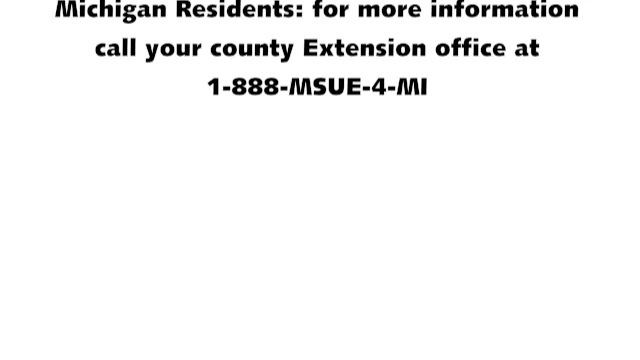 Michigan Residents: for more information
call your county Extension office at
1-888-MSUE-4-MI